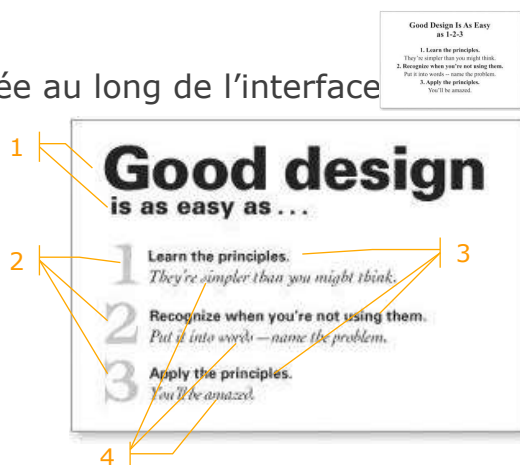 Good Design Is As Easy
as 1-2-3
1. Learn the principles.
They're simpler than you might think.
2. Recognize when you're not using them.
Put it into words -- name the problem.
3. Apply the principles.
You'll be amazed.
ée au long de l'interface
1
Good design
is as easy as ...
2
3
1 Learn the principles.
They're simpler than you might think.
2 Recognize when you're not using them.
Put it into words—name the problem.
3 Apply the principles.
You'll be amazed.
4